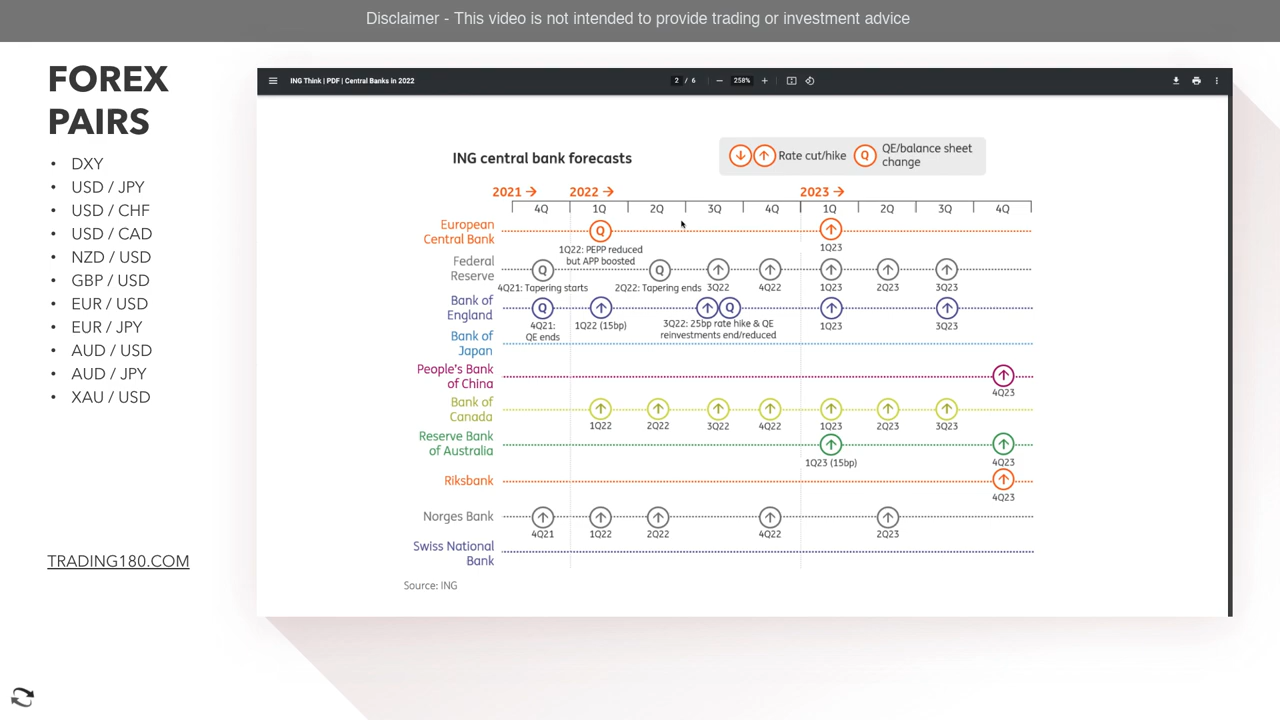 Disclaimer - This video is not intended to provide trading or investment advice
FOREX
PAIRS
• DXY
• USD / JPY
• USD / CHF
• USD / CAD
• NZD / USD
• GBP / USD
• EUR / USD
• EUR / JPY
• AUD / USD
• AUD / JPY
• XAU / USD
TRADING180.COM
ING Think | PDF | Central Banks in 2022
2 / 6
258%
ING central bank forecasts
Rate cut/hike
Q QE/balance sheet
change
2021 → 2022 → 2023 →
4Q 1Q 2Q 3Q 4Q 1Q 2Q 3Q 4Q
European
Central Bank
Q
1Q22: PEPP reduced
but APP boosted
1Q23
Federal
Reserve
Q Q
4Q21: Tapering starts 2Q22: Tapering ends 3Q22 4Q22 1Q23 2Q23 3Q23
Bank of
England
Q Q
4Q21:
QE ends
1Q22 (15bp)
3Q22: 25bp rate hike & QE
reinvestments end/reduced
1Q23 3Q23
Bank of
Japan
People's Bank
of China
4Q23
Bank of
Canada
1Q22 2Q22 3Q22 4Q22 1Q23 2Q23 3Q23
Reserve Bank
of Australia
1Q23 (15bp) 4Q23
Riksbank
4Q23
Norges Bank
4Q21 1Q22 2Q22 4Q22 2Q23
Swiss National
Bank
Source: ING